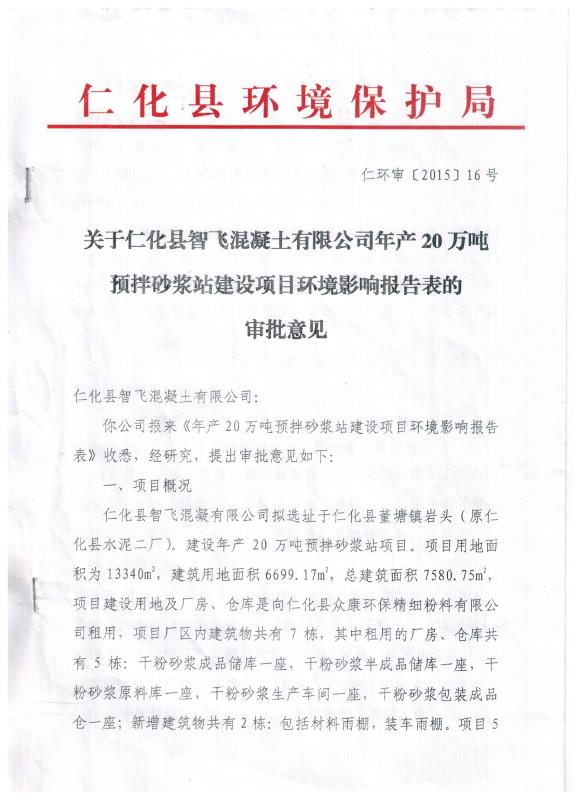 仁化县环境保护局
仁环审〔2015〕16号
关于仁化县智飞混凝土有限公司年产20万吨
预拌砂浆站建设项目环境影响报告表的
审批意见
仁化县智飞混凝土有限公司：
你公司报来《年产20万吨预拌砂浆站建设项目环境影响报告
表》收悉，经研究，提出审批意见如下：
一、项目概况
仁化县智飞混凝有限公司拟选址于仁化县董塘镇岩头（原仁
化县水泥二厂）。建设年产20万吨预拌砂浆站项目。项目用地面
积为13340㎡，建筑用地面积6699.17㎡，总建筑面积7580.75㎡，
项目建设用地及厂房、仓库是向仁化县众康环保精细粉料有限公
司租用，项目厂区内建筑物共有7栋，其中租用的厂房、仓库共
有5栋：干粉砂浆成品储库一座，干粉砂浆半成品储库一座，干
粉砂浆原料库一座，干粉砂浆生产车间一座，干粉砂浆包装成品
仓一座；新增建筑物共有2栋：包括材料雨棚，装车雨棚。项目5